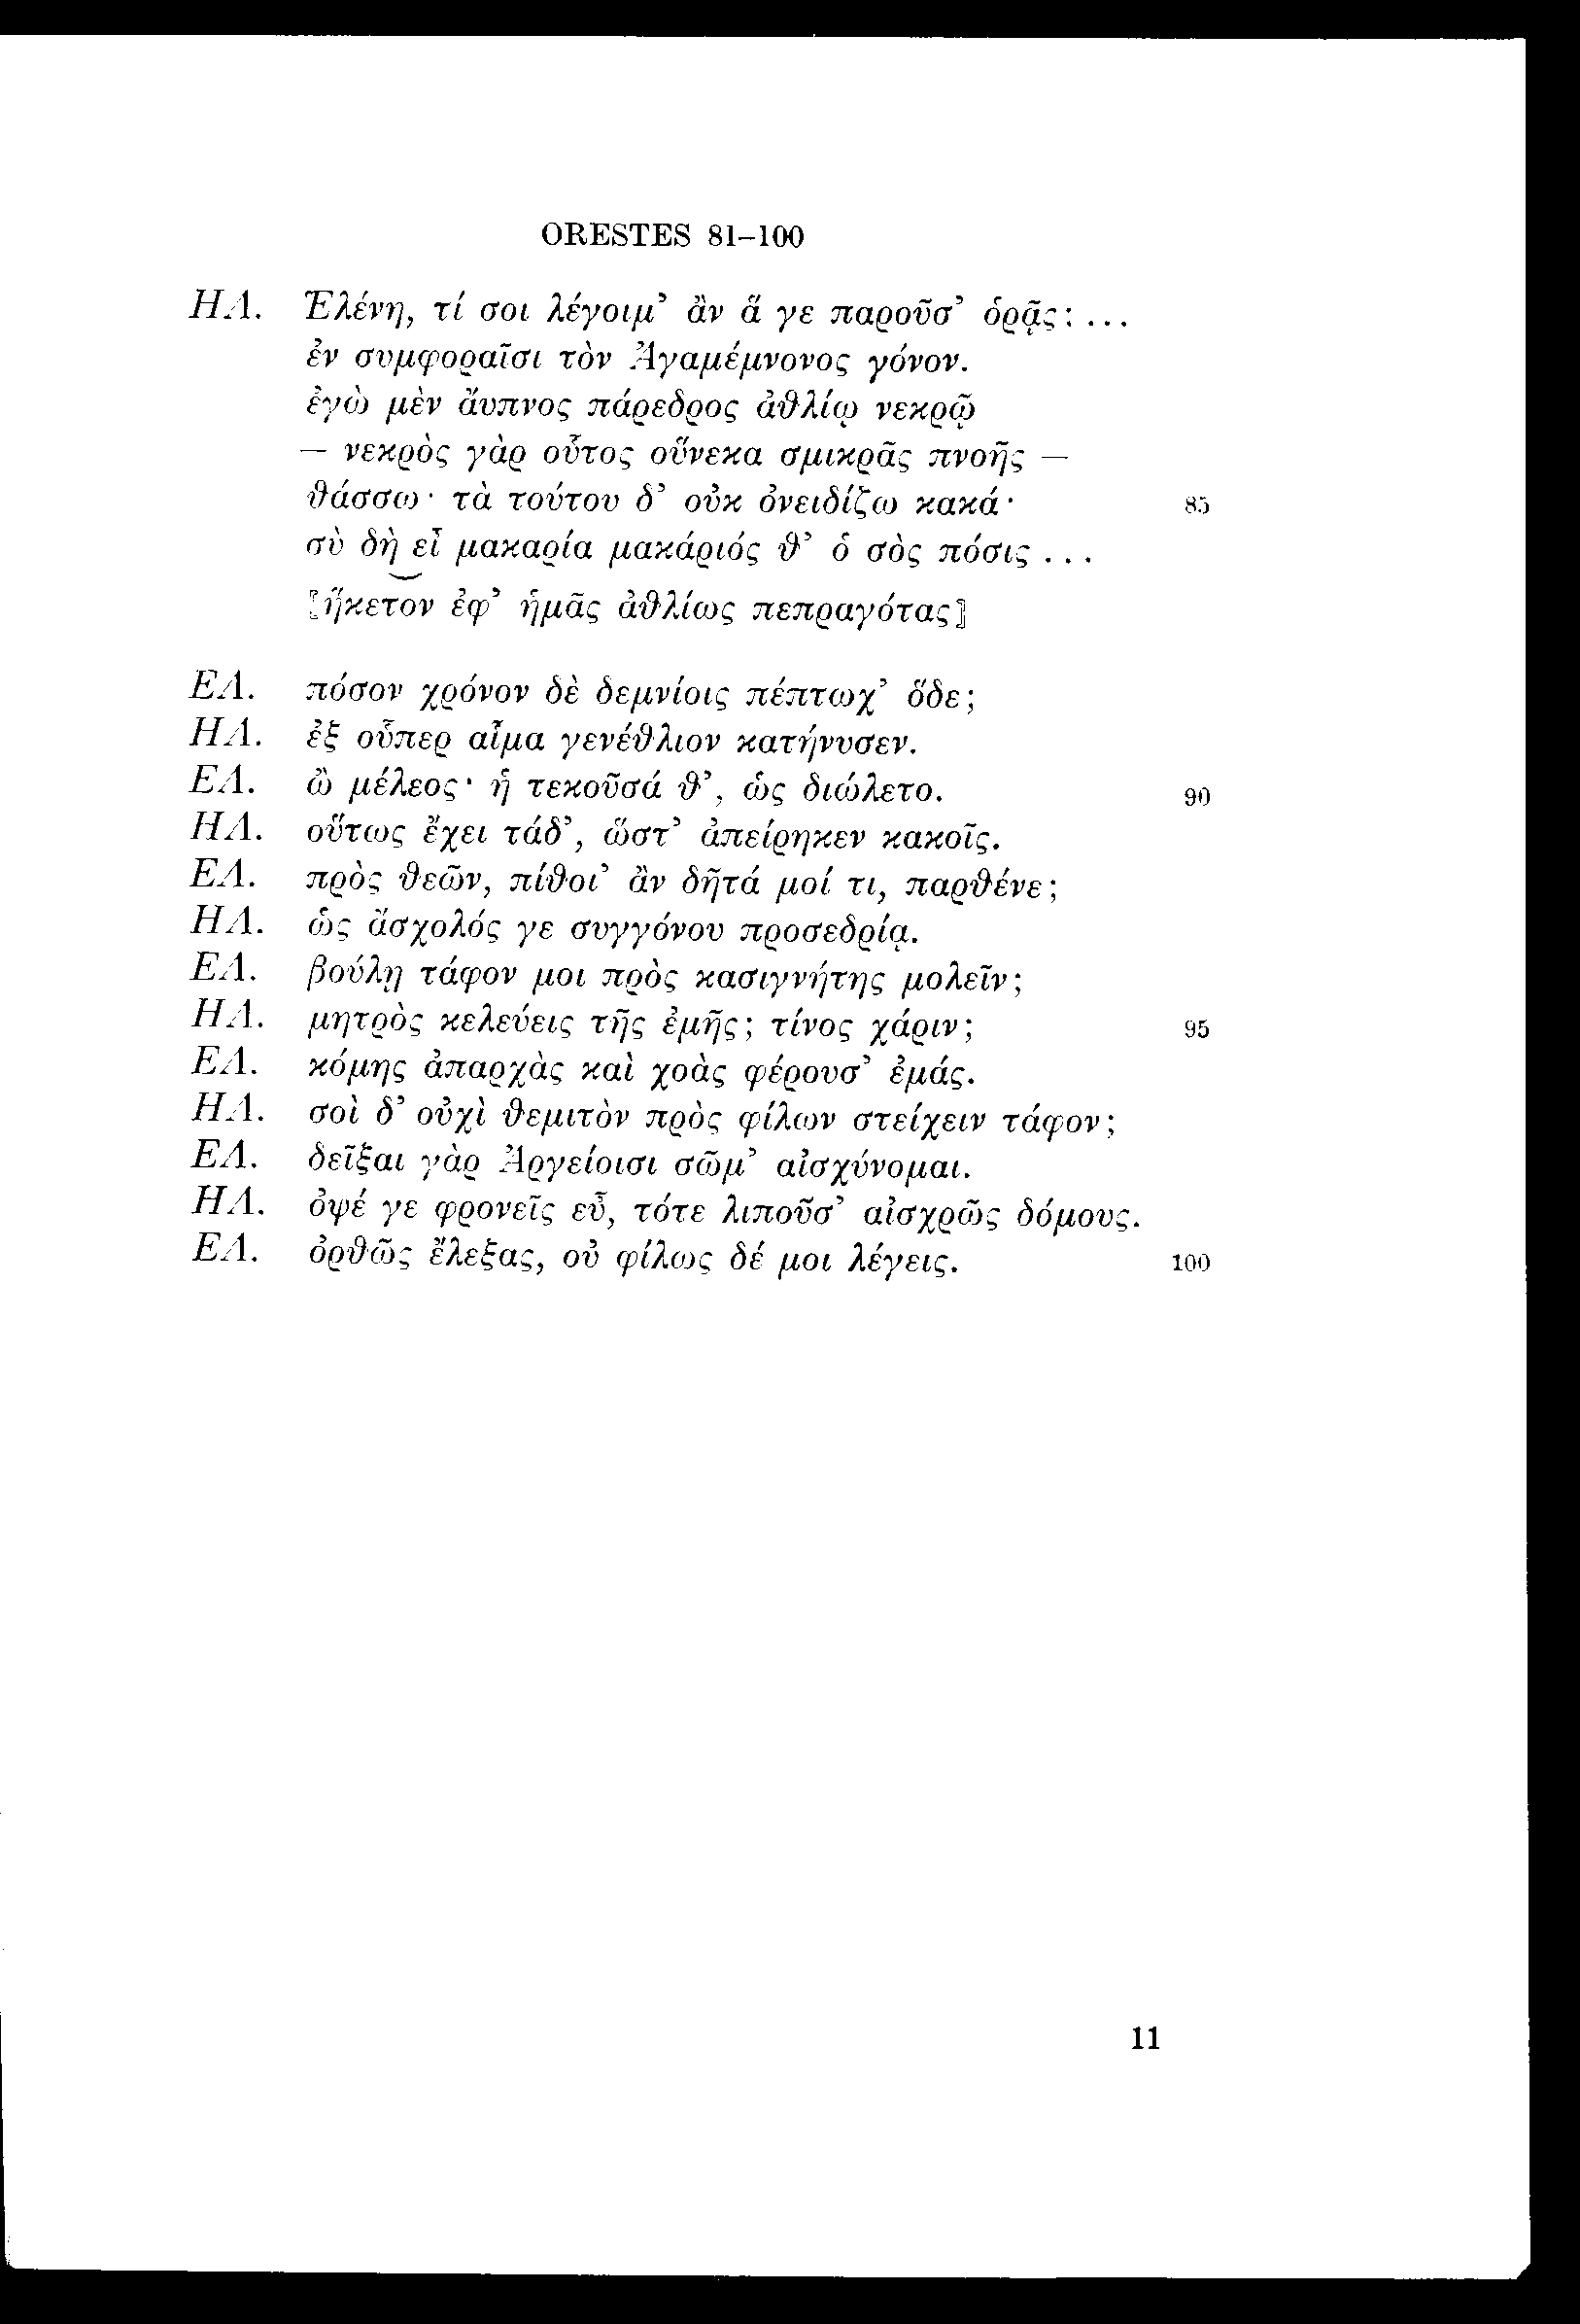 ORESTES 81–100
ΗΛ. Ἑλένη, τί σοι λέγοιμ’ ἂν ἅ γε παροῦσ’ ὁρᾷς; ...
ἐν συμφοραῖσι τὸν Ἀγαμέμνονος γόνον.
ἐγὼ μὲν ἄυπνος πάρεδρος ἀθλίῳ νεκρῷ
– νεκρὸς γὰρ οὗτος οὕνεκα σμικρᾶς πνοῆς –
θάσσω· τὰ τούτου δ’ οὐκ ὀνειδίζω κακά· 85
σὺ δὴ εἶ μακαρία μακάριός θ’ ὁ σὸς πόσις ...
⟦ἥκετον ἐφ’ ἡμᾶς ἀθλίως πεπραγότας⟧
ΕΛ. πόσον χρόνον δὲ δεμνίοις πέπτωχ’ ὅδε;
ΗΛ. ἐξ οὗπερ αἷμα γενέθλιον κατήνυσεν.
ΕΛ. ὢ μέλεος· ἡ τεκοῦσά θ’, ὡς διώλετο. 90
ΗΛ. οὕτως ἔχει τάδ’, ὥστ’ ἀπείρηκεν κακοῖς.
ΕΛ. πρὸς θεῶν, πίθοι’ ἂν δῆτά μοί τι, παρθένε;
ΗΛ. ὡς ἄσχολός γε συγγόνου προσεδρίᾳ.
ΕΛ. βούλῃ τάφον μοι πρὸς κασιγνήτης μολεῖν;
ΗΛ. μητρὸς κελεύεις τῆς ἐμῆς; τίνος χάριν; 95
ΕΛ. κόμης ἀπαρχὰς καὶ χοὰς φέρουσ’ ἐμάς.
ΗΛ. σοὶ δ’ οὐχὶ θεμιτὸν πρὸς φίλων στείχειν τάφον;
ΕΛ. δεῖξαι γὰρ Ἀργείοισι σῶμ’ αἰσχύνομαι.
ΗΛ. ὀψέ γε φρονεῖς εὖ, τότε λιποῦσ’ αἰσχρῶς δόμους.
ΕΛ. ὀρθῶς ἔλεξας, οὐ φίλως δέ μοι λέγεις. 100
11